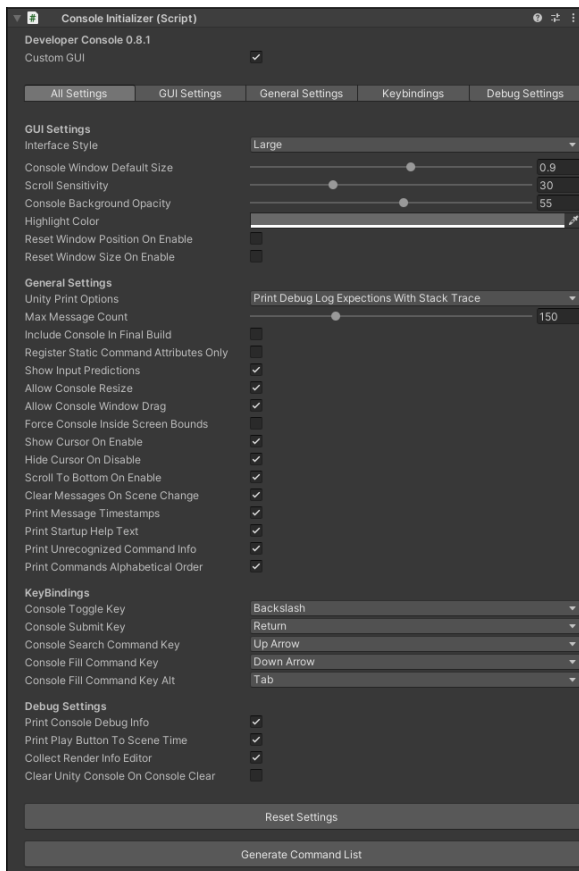 # Console Initializer (Script)
Developer Console 0.8.1
Custom GUI
All Settings GUI Settings General Settings Keybindings Debug Settings
GUI Settings
Interface Style Large
Console Window Default Size 0.9
Scroll Sensitivity 30
Console Background Opacity 55
Highlight Color
Reset Window Position On Enable
Reset Window Size On Enable
General Settings
Unity Print Options Print Debug Log Expections With Stack Trace
Max Message Count 150
Include Console In Final Build
Register Static Command Attributes Only
Show Input Predictions
Allow Console Resize
Allow Console Window Drag
Force Console Inside Screen Bounds
Show Cursor On Enable
Hide Cursor On Disable
Scroll To Bottom On Enable
Clear Messages On Scene Change
Print Message Timestamps
Print Startup Help Text
Print Unrecognized Command Info
Print Commands Alphabetical Order
KeyBindings
Console Toggle Key Backslash
Console Submit Key Return
Console Search Command Key Up Arrow
Console Fill Command Key Down Arrow
Console Fill Command Key Alt Tab
Debug Settings
Print Console Debug Info
Print Play Button To Scene Time
Collect Render Info Editor
Clear Unity Console On Console Clear
Reset Settings
Generate Command List